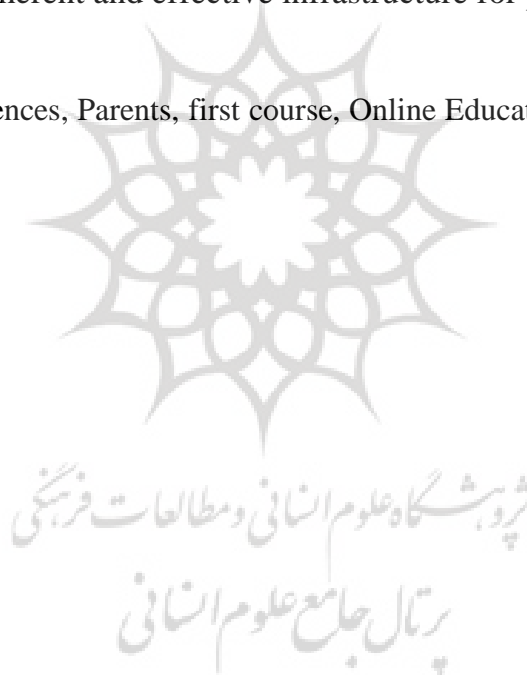 herent and effective infrastructure for
ences, Parents, first course, Online Educat
پژوهشگاه علوم انسانی و مطالعات فرهنگی
پرتال جامع علوم انسانی